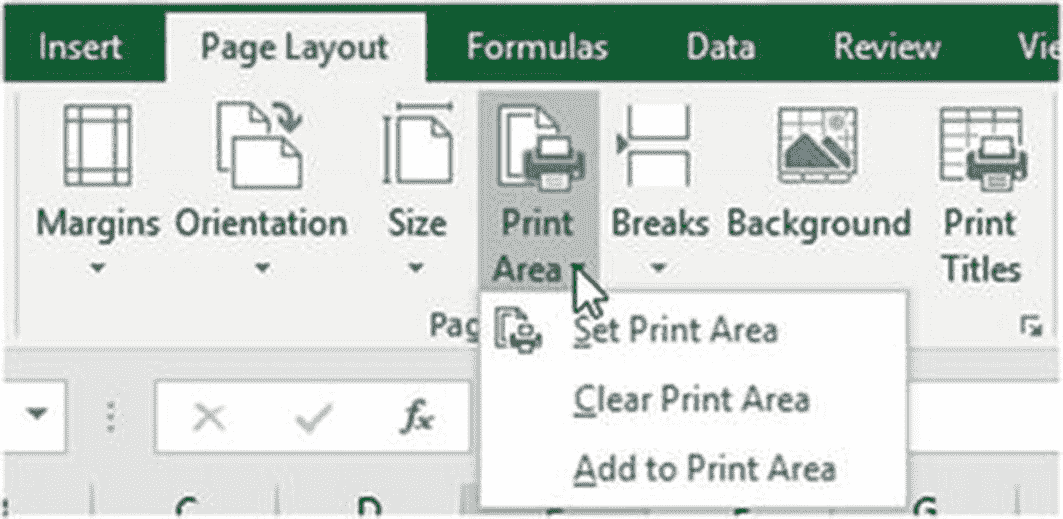 Insert Page Layout Formulas Data Review
Margins Orientation Size Print Area Breaks Background Print Titles
Set Print Area
fx
Clear Print Area
Add to Print Area
C D G